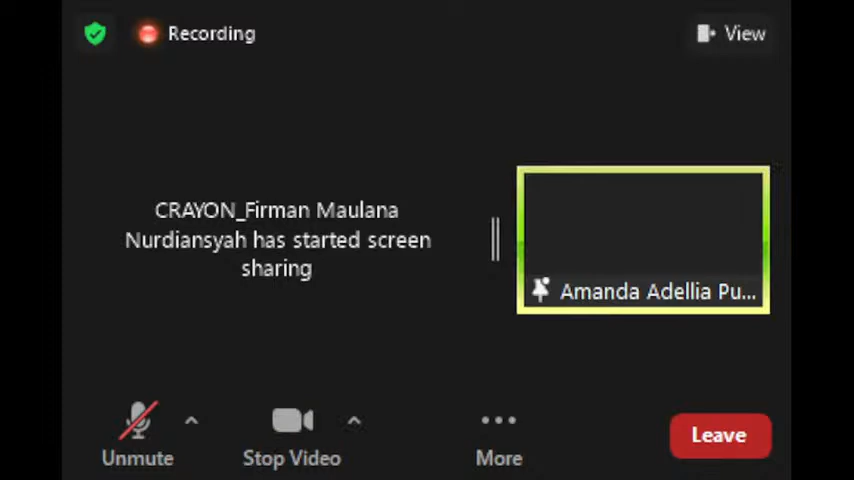 Recording
View
CRAYON_Firman Maulana
Nurdiansyah has started screen
sharing
Amanda Adellia Pu...
Unmute
Stop Video
More
Leave